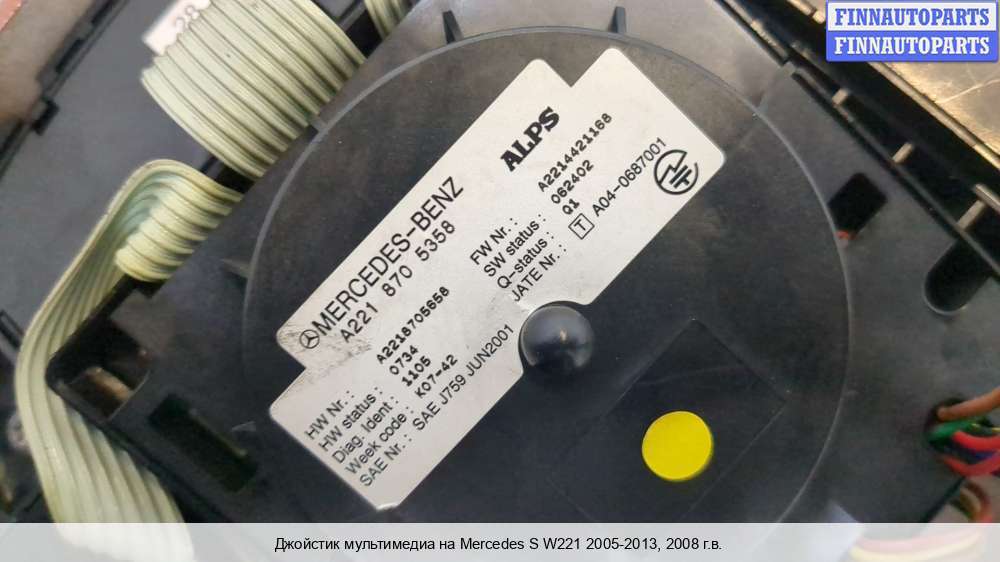 28
FINNAUTOPARTS
FINNAUTOPARTS
ALPS
MERCEDES-BENZ
A221 870 5358
FW Nr.: A2214421168
SW status: 062402
Q-status: Q1
JATE Nr.: T A04-0687001
HW Nr.: A2218705658
HW status: 0734
Diag. Ident: 1105
Week code: K07-42
SAE Nr.: SAE J759 JUN2001
Джойстик мультимедиа на Mercedes S W221 2005-2013, 2008 г.в.